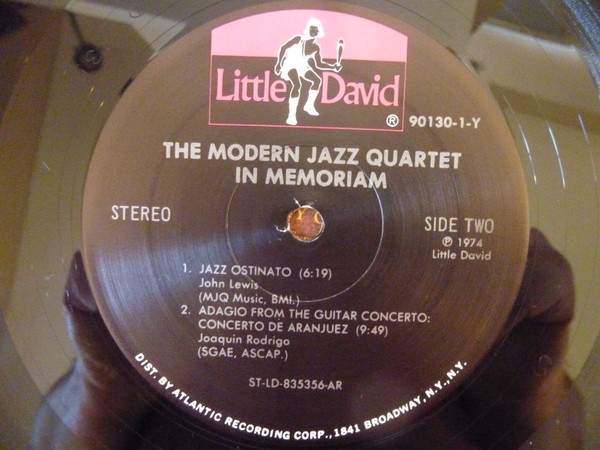 Little David
® 90130-1-Y
THE MODERN JAZZ QUARTET
IN MEMORIAM
STEREO
SIDE TWO
℗ 1974
Little David
1. JAZZ OSTINATO (6:19)
John Lewis
(MJQ Music, BMI.)
2. ADAGIO FROM THE GUITAR CONCERTO:
CONCERTO DE ARANJUEZ (9:49)
Joaquin Rodrigo
(SGAE, ASCAP.)
ST-LD-835356-AR
DIST. BY ATLANTIC RECORDING CORP., 1841 BROADWAY, N.Y., N.Y.